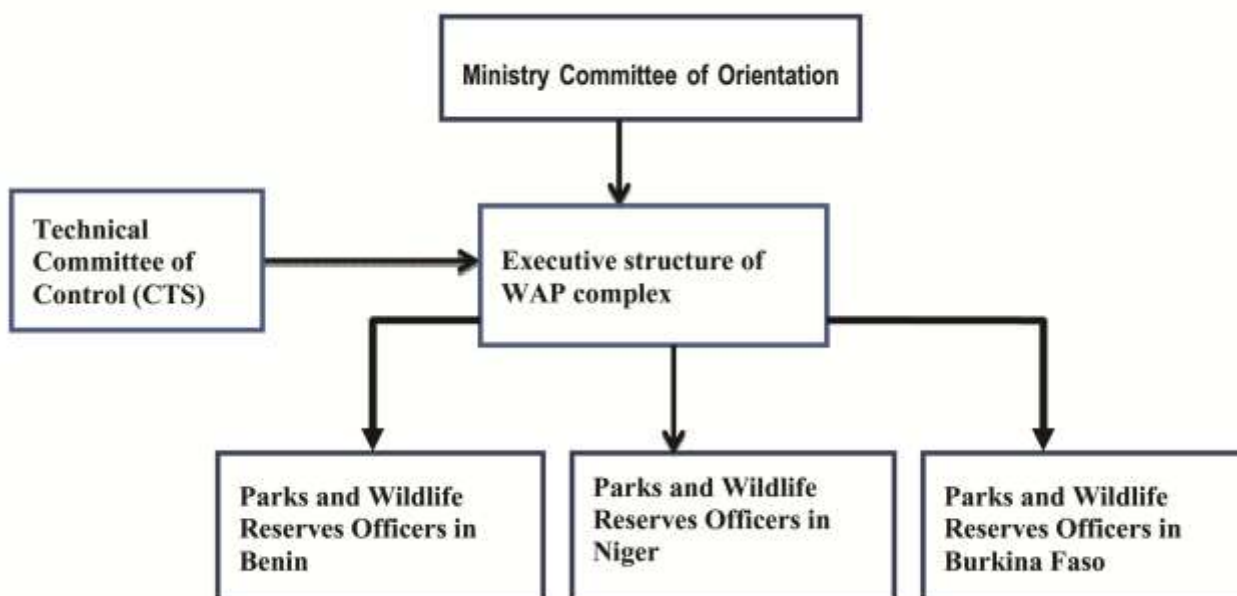 Ministry Committee of Orientation
Technical
Committee of
Control (CTS)
Executive structure of
WAP complex
Parks and Wildlife
Reserves Officers in
Benin
Parks and Wildlife
Reserves Officers in
Niger
Parks and Wildlife
Reserves Officers in
Burkina Faso